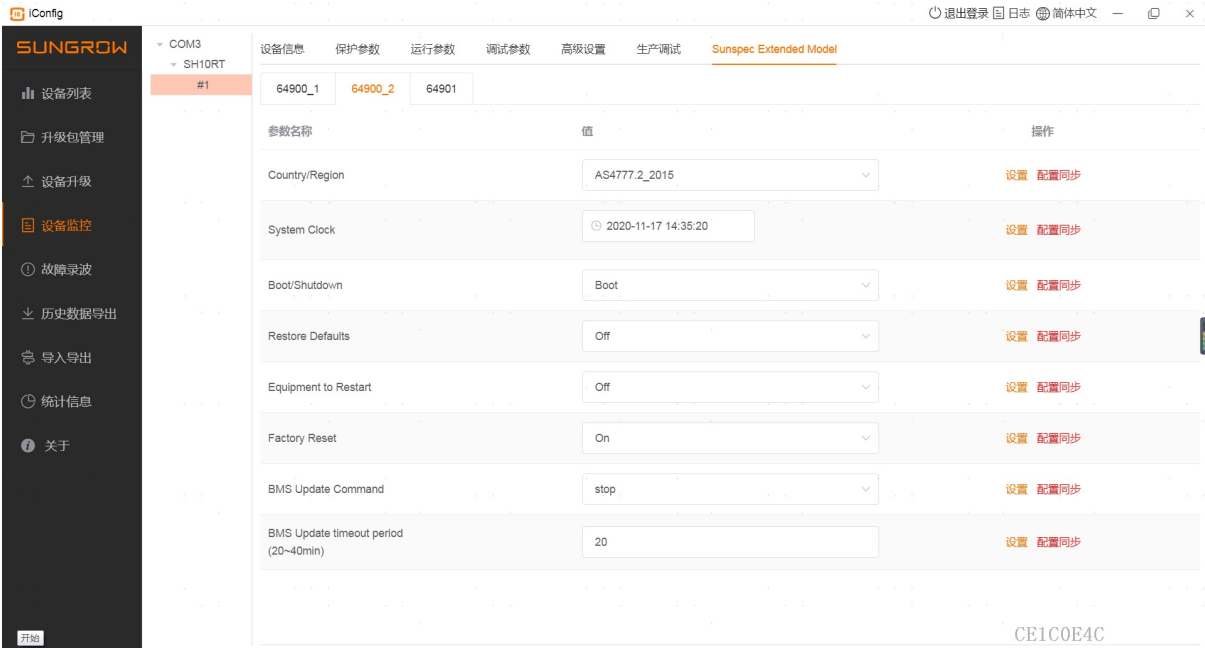 iConfig
退出登录 日志 简体中文
SUNGROW
设备列表
升级包管理
设备升级
设备监控
故障录波
历史数据导出
导入导出
统计信息
关于
开始
COM3
SH10RT
#1
设备信息 保护参数 运行参数 调试参数 高级设置 生产调试 Sunspec Extended Model
64900_1 64900_2 64901
参数名称 值 操作
Country/Region AS4777.2_2015 设置 配置同步
System Clock 2020-11-17 14:35:20 设置 配置同步
Boot/Shutdown Boot 设置 配置同步
Restore Defaults Off 设置 配置同步
Equipment to Restart Off 设置 配置同步
Factory Reset On 设置 配置同步
BMS Update Command stop 设置 配置同步
BMS Update timeout period
(20~40min) 20 设置 配置同步
CE1C0E4C